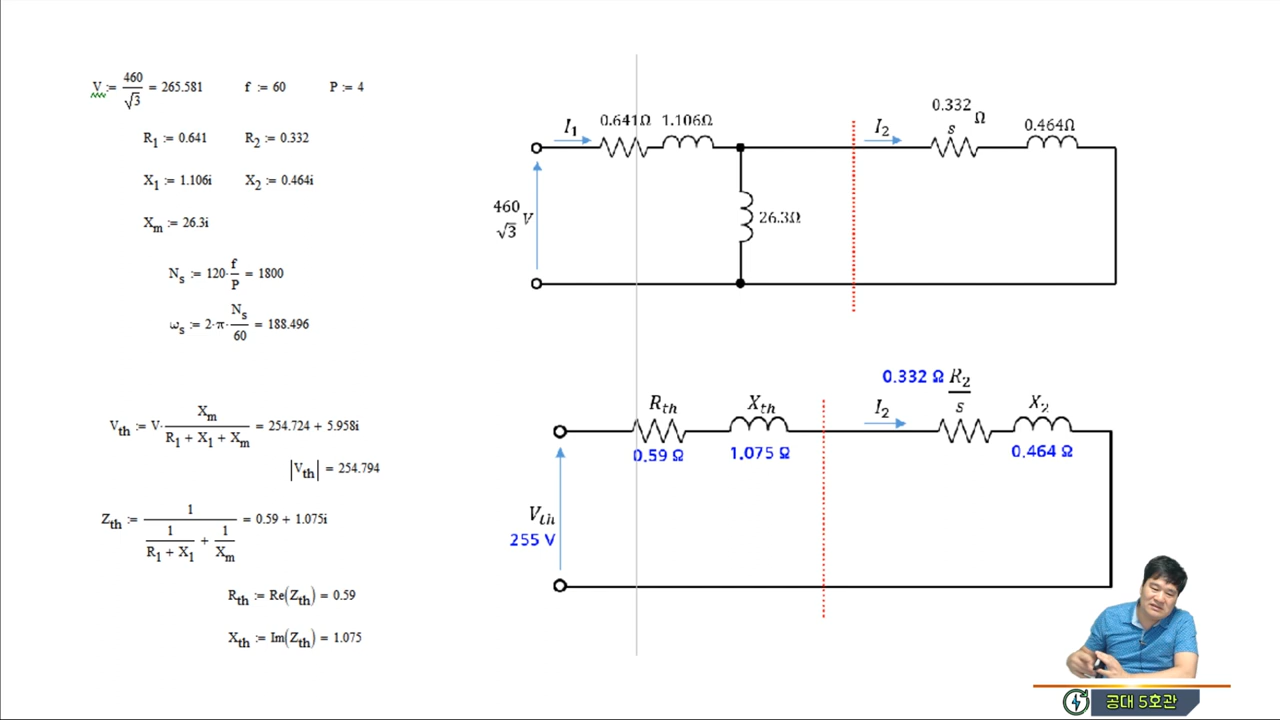 V := 460/√3 = 265.581 f := 60 P := 4
R1 := 0.641 R2 := 0.332
X1 := 1.106i X2 := 0.464i
Xm := 26.3i
Ns := 120·f/P = 1800
ωs := 2·π·Ns/60 = 188.496
Vth := V·Xm/(R1 + X1 + Xm) = 254.724 + 5.958i
|Vth| = 254.794
Zth := 1/(1/(R1 + X1) + 1/Xm) = 0.59 + 1.075i
Rth := Re(Zth) = 0.59
Xth := Im(Zth) = 1.075
I1 0.641Ω 1.106Ω I2 0.332/s Ω 0.464Ω
460/√3 V 26.3Ω
0.332 Ω R2/s
Rth Xth I2 X2
0.59 Ω 1.075 Ω 0.464 Ω
Vth
255 V
공대 5호관